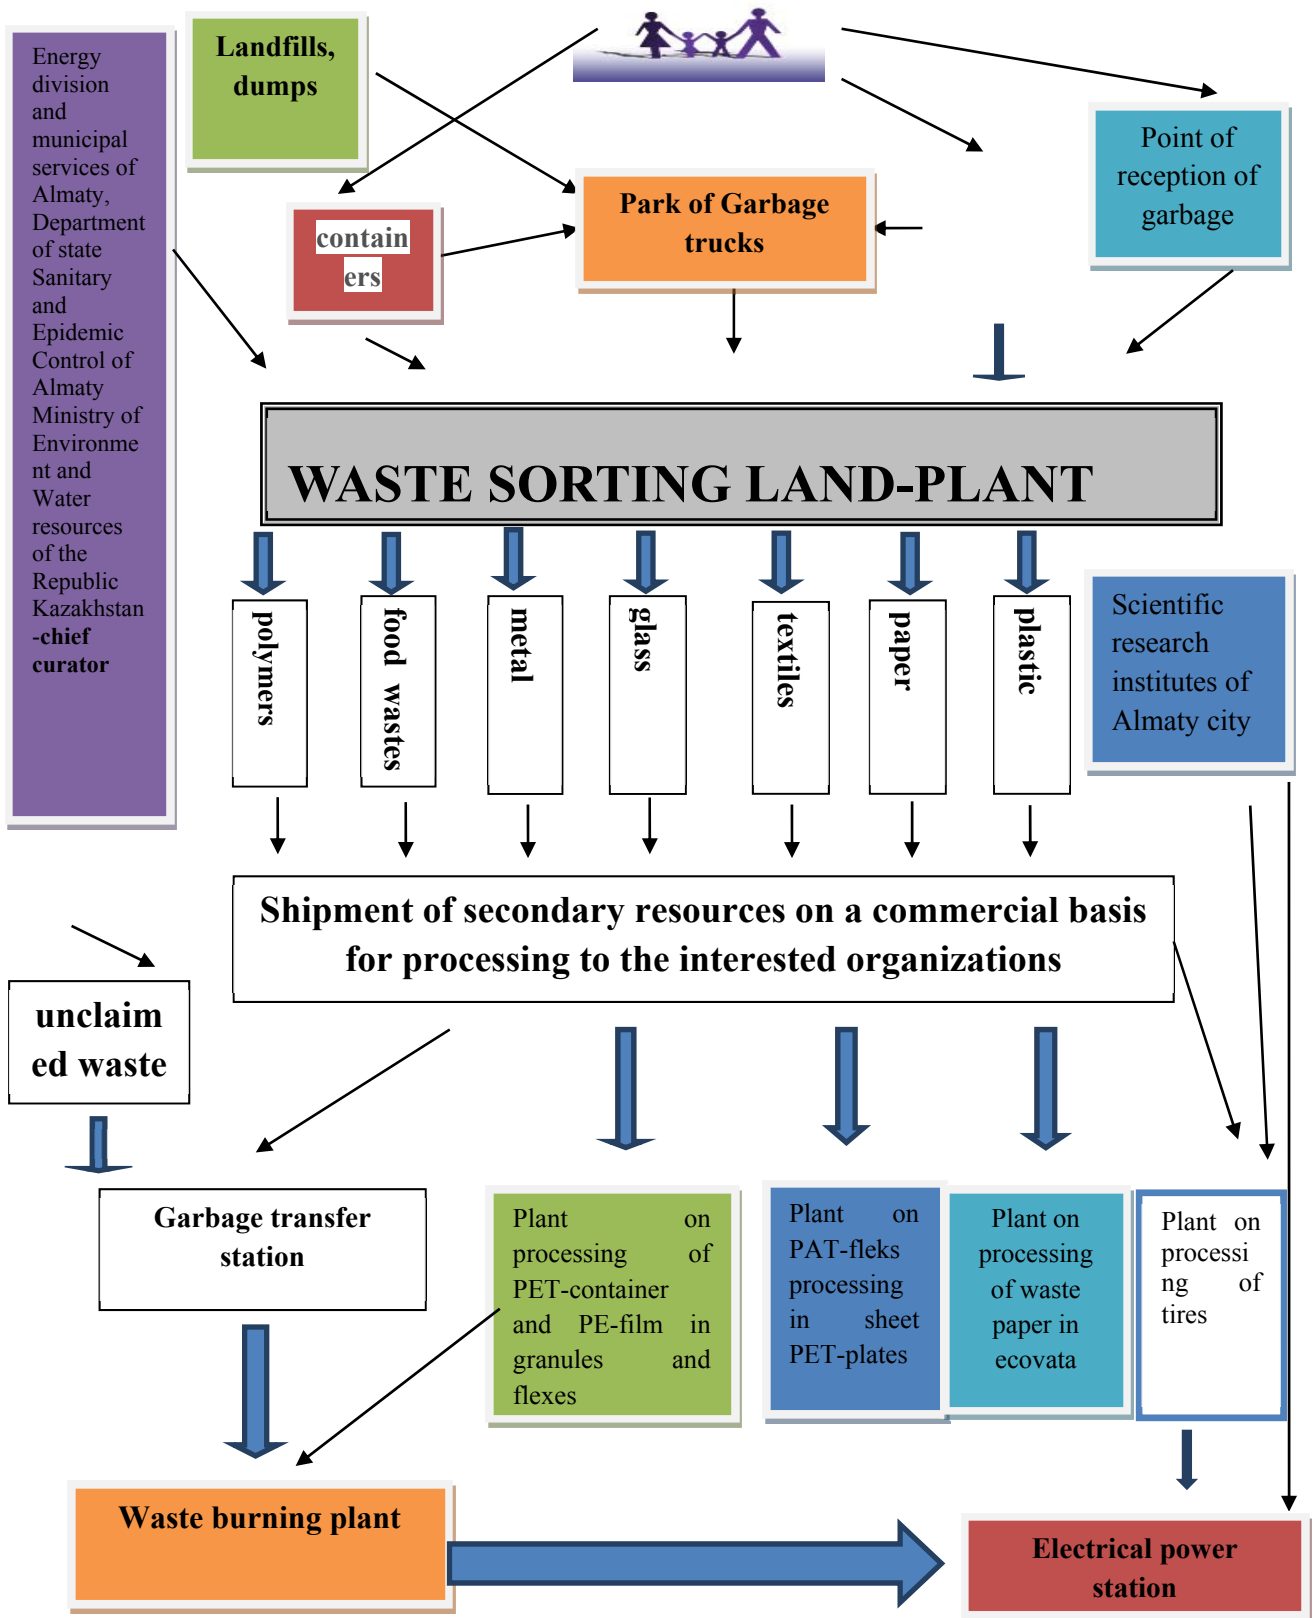 Energy
division
and
municipal
services of
Almaty,
Department
of state
Sanitary
and
Epidemic
Control of
Almaty
Ministry of
Environme
nt and
Water
resources
of the
Republic
Kazakhstan
-chief
curator
Landfills,
dumps
contain
ers
Park of Garbage
trucks
Point of
reception of
garbage
WASTE SORTING LAND-PLANT
polymers
food wastes
metal
glass
textiles
paper
plastic
Scientific
research
institutes of
Almaty city
Shipment of secondary resources on a commercial basis
for processing to the interested organizations
unclaim
ed waste
Garbage transfer
station
Plant on
processing of
PET-container
and PE-film in
granules and
flexes
Plant on
PAT-fleks
processing
in sheet
PET-plates
Plant on
processing
of waste
paper in
ecovata
Plant on
processi
ng of
tires
Waste burning plant
Electrical power
station